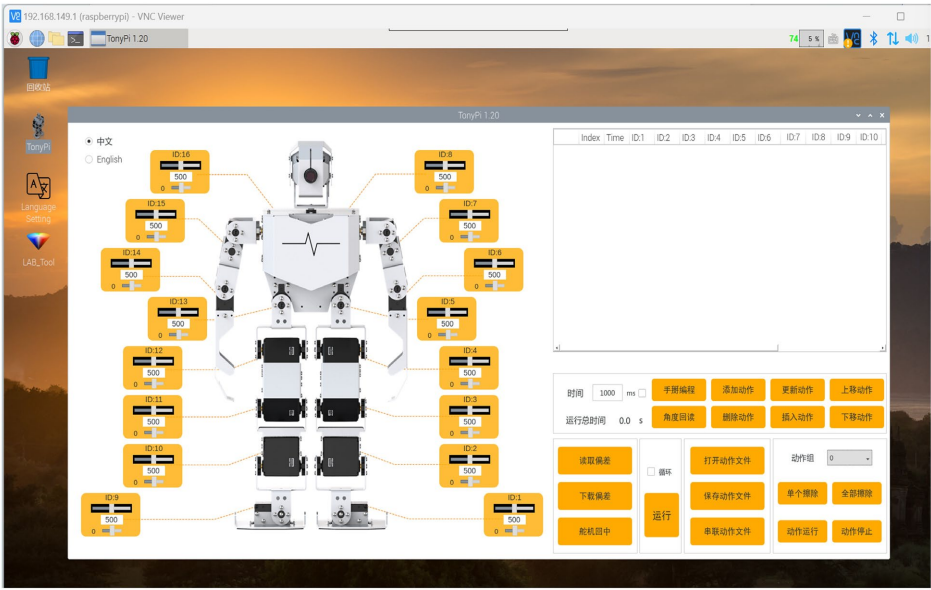 192.168.149.1 (raspberrypi) - VNC Viewer
TonyPi 1.20
74 5 %
回收站
TonyPi
Language
Setting
LAB_Tool
TonyPi 1.20
中文
English
ID:16
500
0
ID:8
500
0
ID:15
500
0
ID:7
500
0
ID:14
500
0
ID:6
500
0
ID:13
500
0
ID:5
500
0
ID:12
500
0
ID:4
500
0
ID:11
500
0
ID:3
500
0
ID:10
500
0
ID:2
500
0
ID:9
500
0
ID:1
500
0
Index Time ID:1 ID:2 ID:3 ID:4 ID:5 ID:6 ID:7 ID:8 ID:9 ID:10
时间 1000 ms 手掰编程 添加动作 更新动作 上移动作
运行总时间 0.0 s 角度回读 删除动作 插入动作 下移动作
读取偏差
下载偏差
舵机回中
循环
运行
打开动作文件
保存动作文件
串联动作文件
动作组 0
单个擦除 全部擦除
动作运行 动作停止